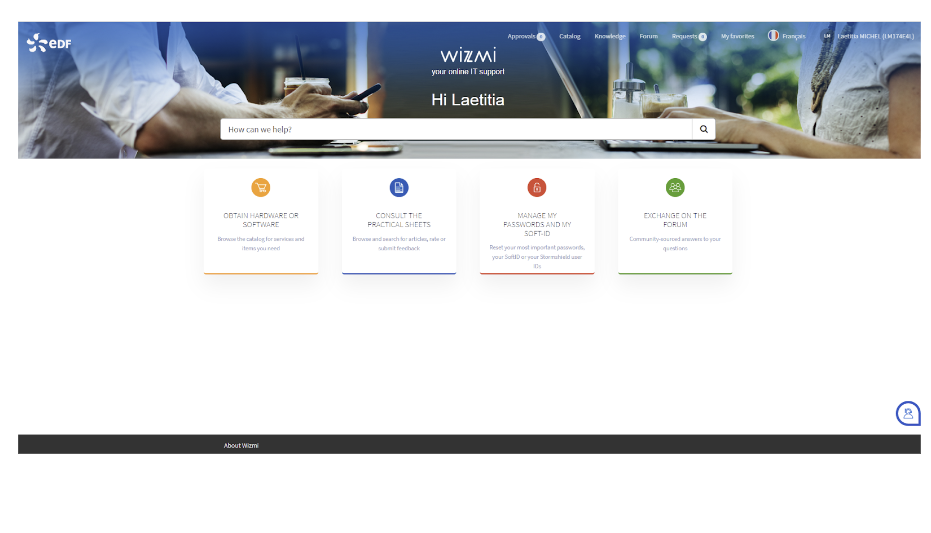 edf
Approvals
Catalog
Knowledge
Forum
Requests
My favorites
Français
LM
Laetitia MICHEL
wizmi
your online IT support
Hi Laetitia
How can we help?
OBTAIN HARDWARE OR
SOFTWARE
Browse the catalog for services and
items you need
CONSULT THE
PRACTICAL SHEETS
Browse and search for articles, rate or
submit feedback
MANAGE MY
PASSWORDS AND MY
SOFT-ID
Reset your most important passwords,
your SoftID or your Stormshield user
IDs
EXCHANGE ON THE
FORUM
Community-sourced answers to your
questions
About Wizmi